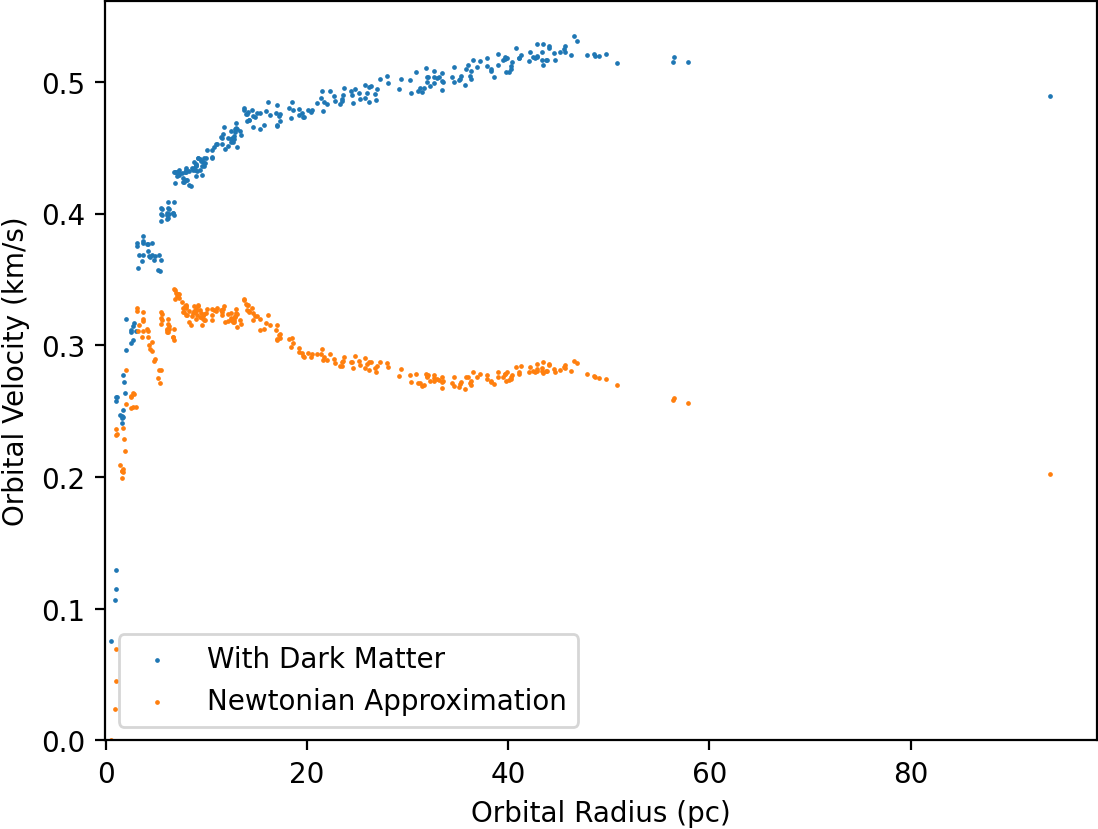 0.5
0.4
0.3
0.2
0.1
0.0
Orbital Velocity (km/s)
With Dark Matter
Newtonian Approximation
0 20 40 60 80
Orbital Radius (pc)